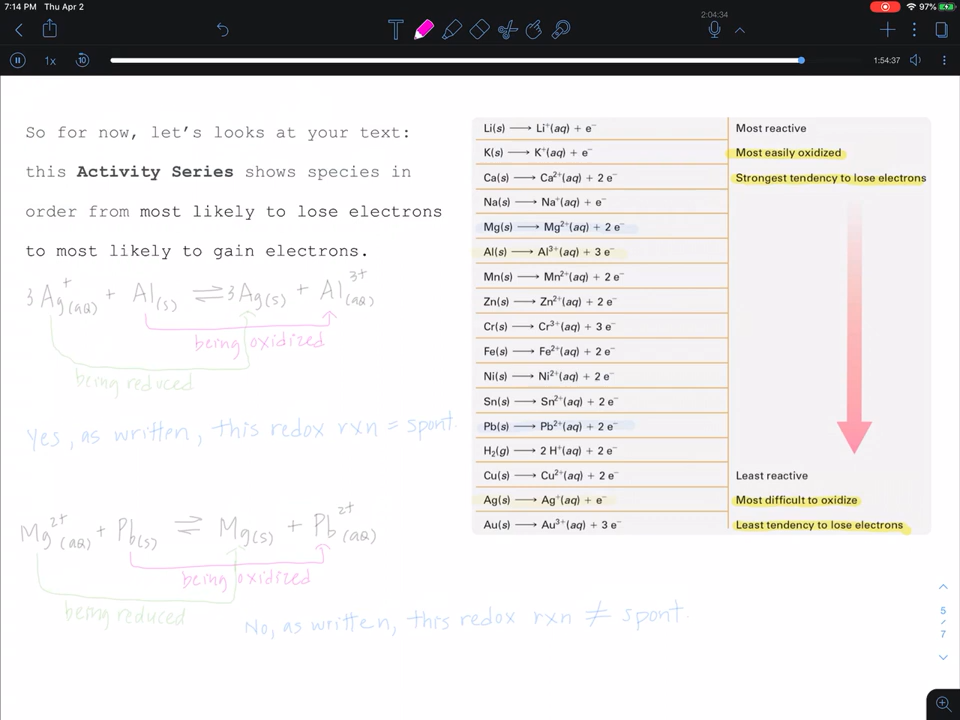 7:14 PM Thu Apr 2
97%
2:04:34
1x
10
1:54:37
So for now, let's looks at your text:
this Activity Series shows species in
order from most likely to lose electrons
to most likely to gain electrons.
3Ag⁺(aq) + Al(s) ⇌ 3Ag(s) + Al³⁺(aq)
being oxidized
being reduced
Yes, as written, this redox rxn = spont.
Mg²⁺(aq) + Pb(s) ⇌ Mg(s) + Pb²⁺(aq)
being oxidized
being reduced
No, as written, this redox rxn ≠ spont.
Li(s) ⟶ Li⁺(aq) + e⁻ Most reactive
K(s) ⟶ K⁺(aq) + e⁻ Most easily oxidized
Ca(s) ⟶ Ca²⁺(aq) + 2 e⁻ Strongest tendency to lose electrons
Na(s) ⟶ Na⁺(aq) + e⁻
Mg(s) ⟶ Mg²⁺(aq) + 2 e⁻
Al(s) ⟶ Al³⁺(aq) + 3 e⁻
Mn(s) ⟶ Mn²⁺(aq) + 2 e⁻
Zn(s) ⟶ Zn²⁺(aq) + 2 e⁻
Cr(s) ⟶ Cr³⁺(aq) + 3 e⁻
Fe(s) ⟶ Fe²⁺(aq) + 2 e⁻
Ni(s) ⟶ Ni²⁺(aq) + 2 e⁻
Sn(s) ⟶ Sn²⁺(aq) + 2 e⁻
Pb(s) ⟶ Pb²⁺(aq) + 2 e⁻
H₂(g) ⟶ 2 H⁺(aq) + 2 e⁻
Cu(s) ⟶ Cu²⁺(aq) + 2 e⁻ Least reactive
Ag(s) ⟶ Ag⁺(aq) + e⁻ Most difficult to oxidize
Au(s) ⟶ Au³⁺(aq) + 3 e⁻ Least tendency to lose electrons
5
/
7